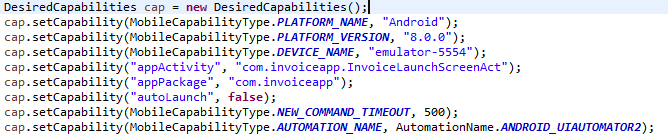 DesiredCapabilities cap = new DesiredCapabilities();
cap.setCapability(MobileCapabilityType.PLATFORM_NAME, "Android");
cap.setCapability(MobileCapabilityType.PLATFORM_VERSION, "8.0.0");
cap.setCapability(MobileCapabilityType.DEVICE_NAME, "emulator-5554");
cap.setCapability("appActivity", "com.invoiceapp.InvoiceLaunchScreenAct");
cap.setCapability("appPackage", "com.invoiceapp");
cap.setCapability("autoLaunch", false);
cap.setCapability(MobileCapabilityType.NEW_COMMAND_TIMEOUT, 500);
cap.setCapability(MobileCapabilityType.AUTOMATION_NAME, AutomationName.ANDROID_UIAUTOMATOR2);